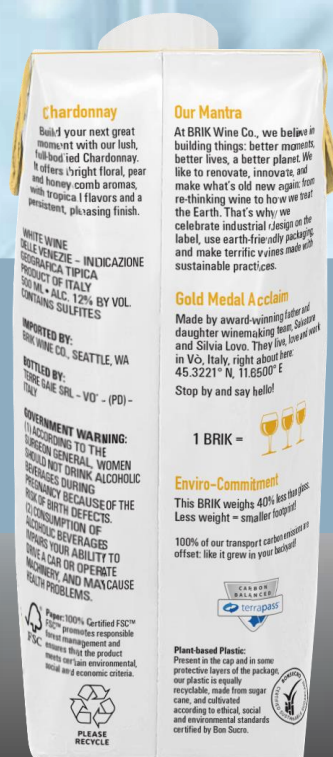 Chardonnay
Build your next great
moment with our lush,
full-bodied Chardonnay.
It offers bright floral, pear
and honey-comb aromas,
with tropical flavors and a
persistent, pleasing finish.
WHITE WINE
DELLE VENEZIE - INDICAZIONE
GEOGRAFICA TIPICA
PRODUCT OF ITALY
500 ML • ALC. 12% BY VOL.
CONTAINS SULFITES
IMPORTED BY:
BRIK WINE CO., SEATTLE, WA
BOTTLED BY:
TERRE GAIE SRL - VO' - (PD) -
ITALY
GOVERNMENT WARNING:
(1) ACCORDING TO THE
SURGEON GENERAL, WOMEN
SHOULD NOT DRINK ALCOHOLIC
BEVERAGES DURING
PREGNANCY BECAUSE OF THE
RISK OF BIRTH DEFECTS.
(2) CONSUMPTION OF
ALCOHOLIC BEVERAGES
IMPAIRS YOUR ABILITY TO
DRIVE A CAR OR OPERATE
MACHINERY, AND MAY CAUSE
HEALTH PROBLEMS.
FSC
Paper: 100% Certified FSC™
FSC™ promotes responsible
forest management and
ensures that the product
meets certain environmental,
social and economic criteria.
PLEASE
RECYCLE
Our Mantra
At BRIK Wine Co., we believe in
building things: better moments,
better lives, a better planet. We
like to renovate, innovate, and
make what's old new again: from
re-thinking wine to how we treat
the Earth. That's why we
celebrate industrial design on the
label, use earth-friendly packaging,
and make terrific wines made with
sustainable practices.
Gold Medal Acclaim
Made by award-winning father and
daughter winemaking team, Salvatore
and Silvia Lovo. They live, love and work
in Vò, Italy, right about here:
45.3221° N, 11.6500° E
Stop by and say hello!
1 BRIK =
Enviro-Commitment
This BRIK weighs 40% less than glass.
Less weight = smaller footprint!
100% of our transport carbon emissions are
offset: like it grew in your backyard!
CARBON
BALANCED
terrapass
Plant-based Plastic:
Present in the cap and in some
protective layers of the package,
our plastic is equally
recyclable, made from sugar
cane, and cultivated
according to ethical, social
and environmental standards
certified by Bon Sucro.
BONSUCRO